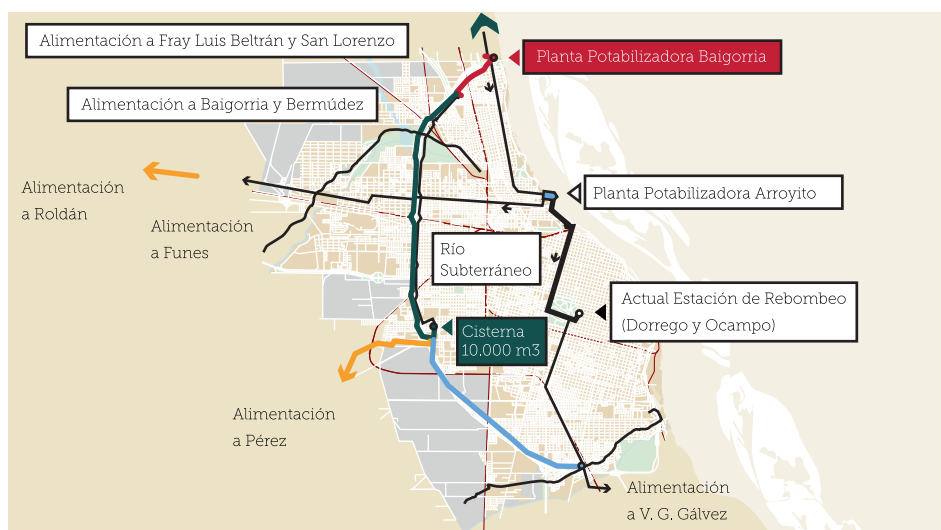 Alimentación a Fray Luis Beltrán y San Lorenzo
Planta Potabilizadora Baigorria
Alimentación a Baigorria y Bermúdez
Alimentación
a Roldán
Planta Potabilizadora Arroyito
Alimentación
a Funes
Río
Subterráneo
Actual Estación de Rebombeo
(Dorrego y Ocampo)
Cisterna
10.000 m3
Alimentación
a Pérez
Alimentación
a V. G. Gálvez